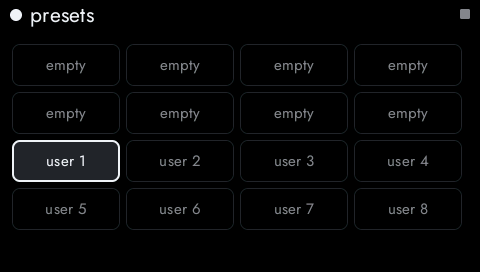 presets
empty empty empty empty
empty empty empty empty
user 1 user 2 user 3 user 4
user 5 user 6 user 7 user 8